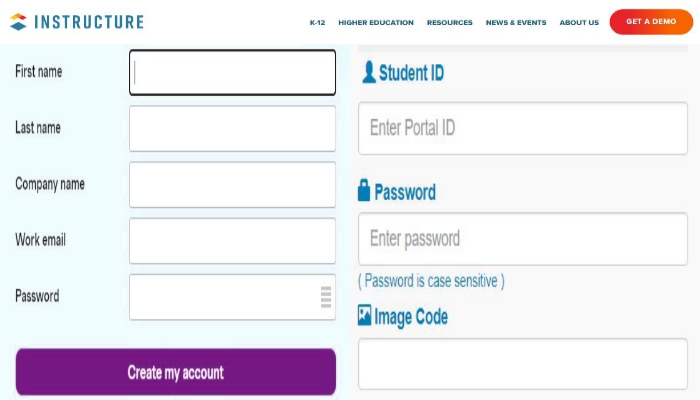 INSTRUCTURE
K-12 HIGHER EDUCATION RESOURCES NEWS & EVENTS ABOUT US GET A DEMO
First name
Last name
Company name
Work email
Password
Create my account
Student ID
Enter Portal ID
Password
Enter password
( Password is case sensitive )
Image Code